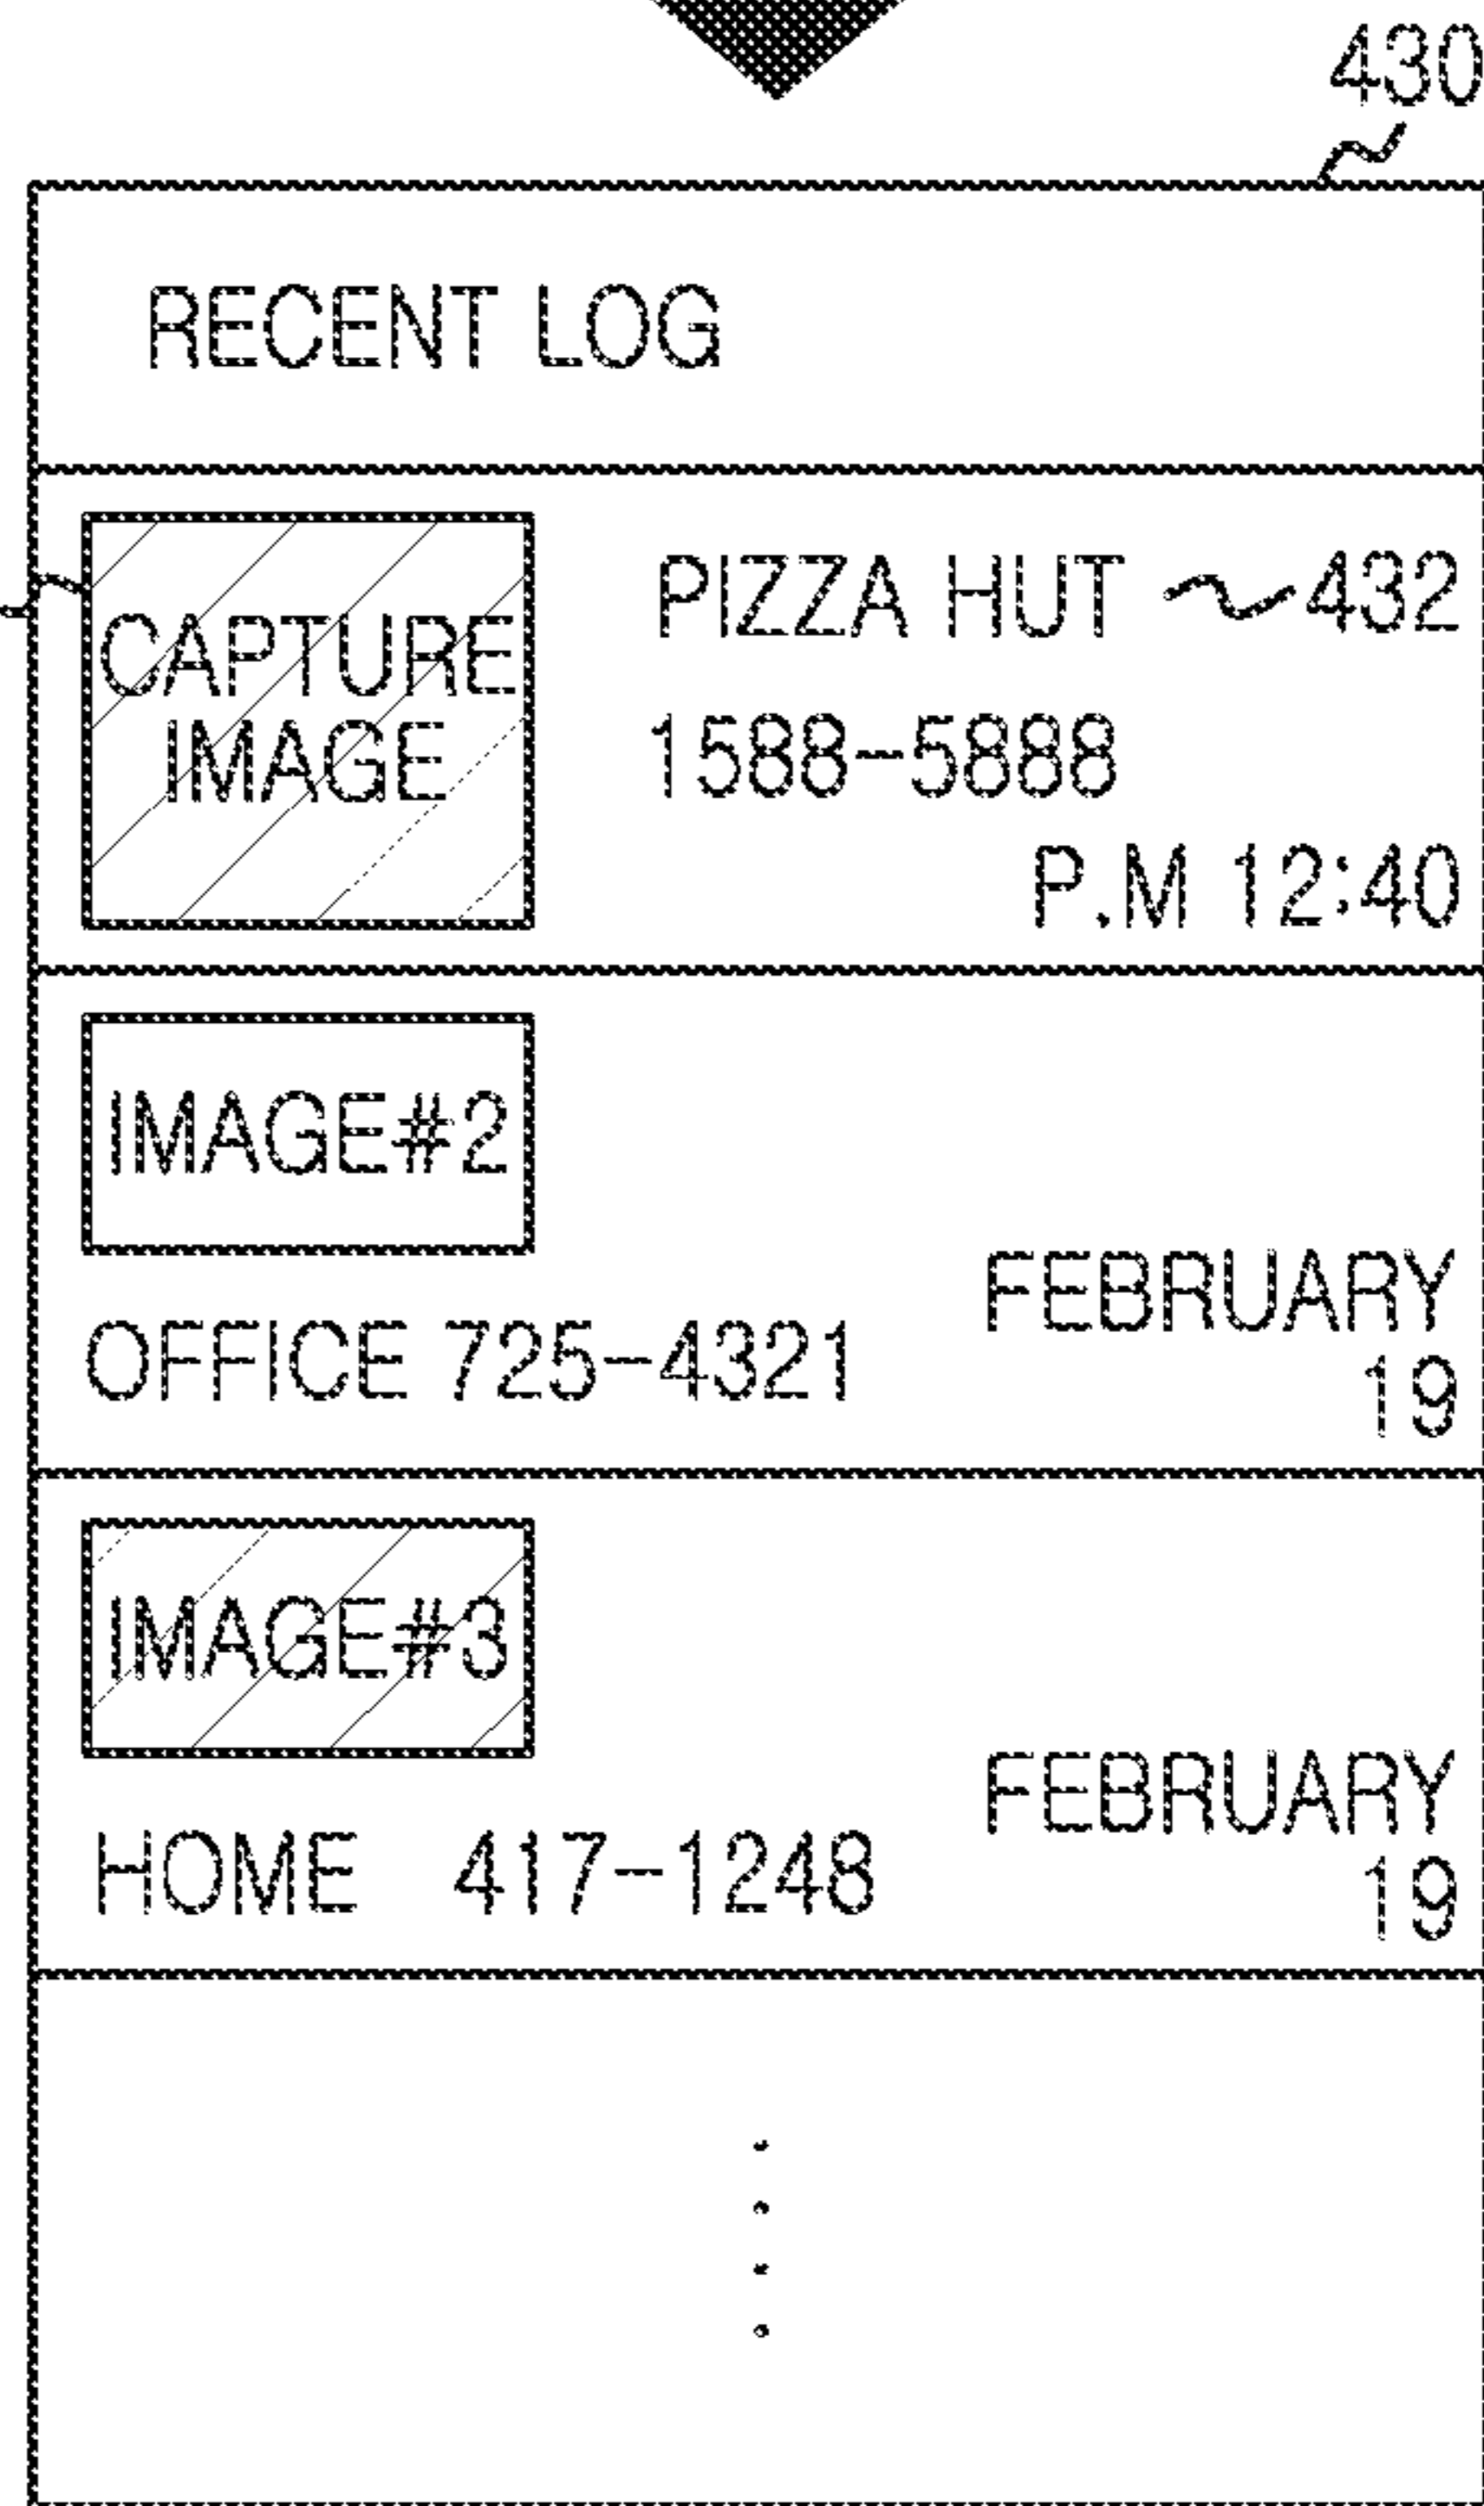 430
RECENT LOG
CAPTURE
IMAGE
PIZZA HUT 432
1588-5888
P.M 12:40
IMAGE#2
OFFICE 725-4321
FEBRUARY
19
IMAGE#3
HOME 417-1248
FEBRUARY
19